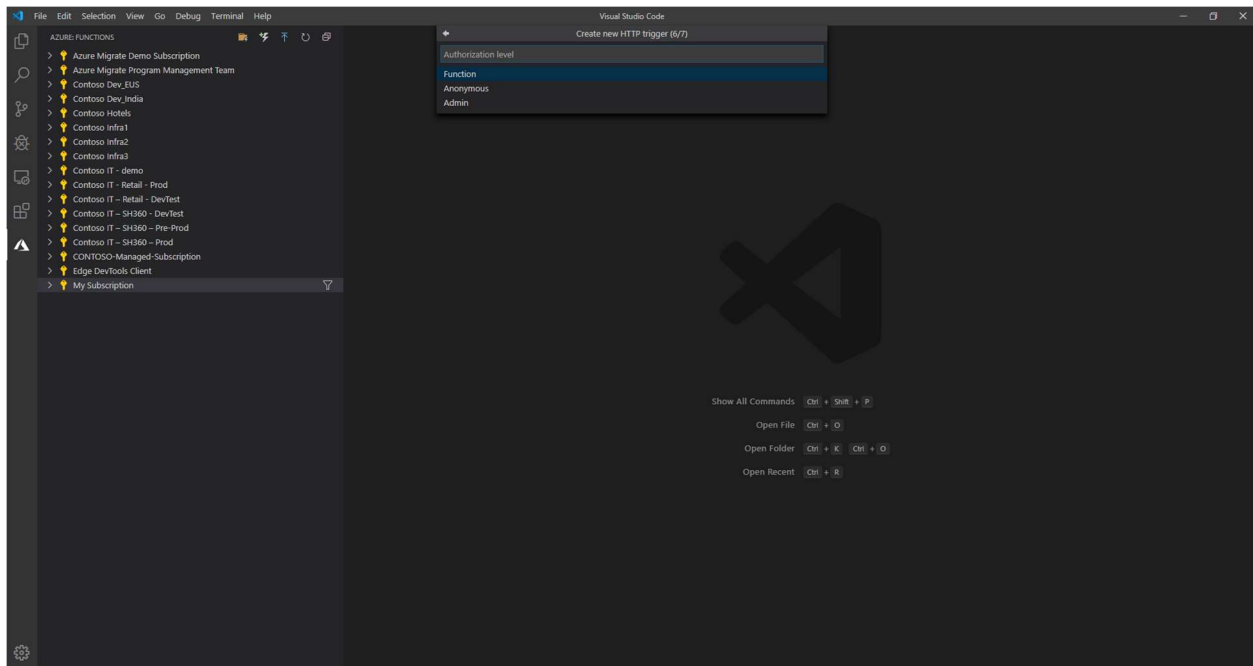 File Edit Selection View Go Debug Terminal Help
Visual Studio Code
AZURE: FUNCTIONS
Azure Migrate Demo Subscription
Azure Migrate Program Management Team
Contoso Dev_EUS
Contoso Dev_India
Contoso Hotels
Contoso Infra1
Contoso Infra2
Contoso Infra3
Contoso IT - demo
Contoso IT - Retail - Prod
Contoso IT – Retail - DevTest
Contoso IT – SH360 - DevTest
Contoso IT – SH360 – Pre-Prod
Contoso IT – SH360 – Prod
CONTOSO-Managed-Subscription
Edge DevTools Client
My Subscription
Create new HTTP trigger (6/7)
Authorization level
Function
Anonymous
Admin
Show All Commands Ctrl + Shift + P
Open File Ctrl + O
Open Folder Ctrl + K Ctrl + O
Open Recent Ctrl + R